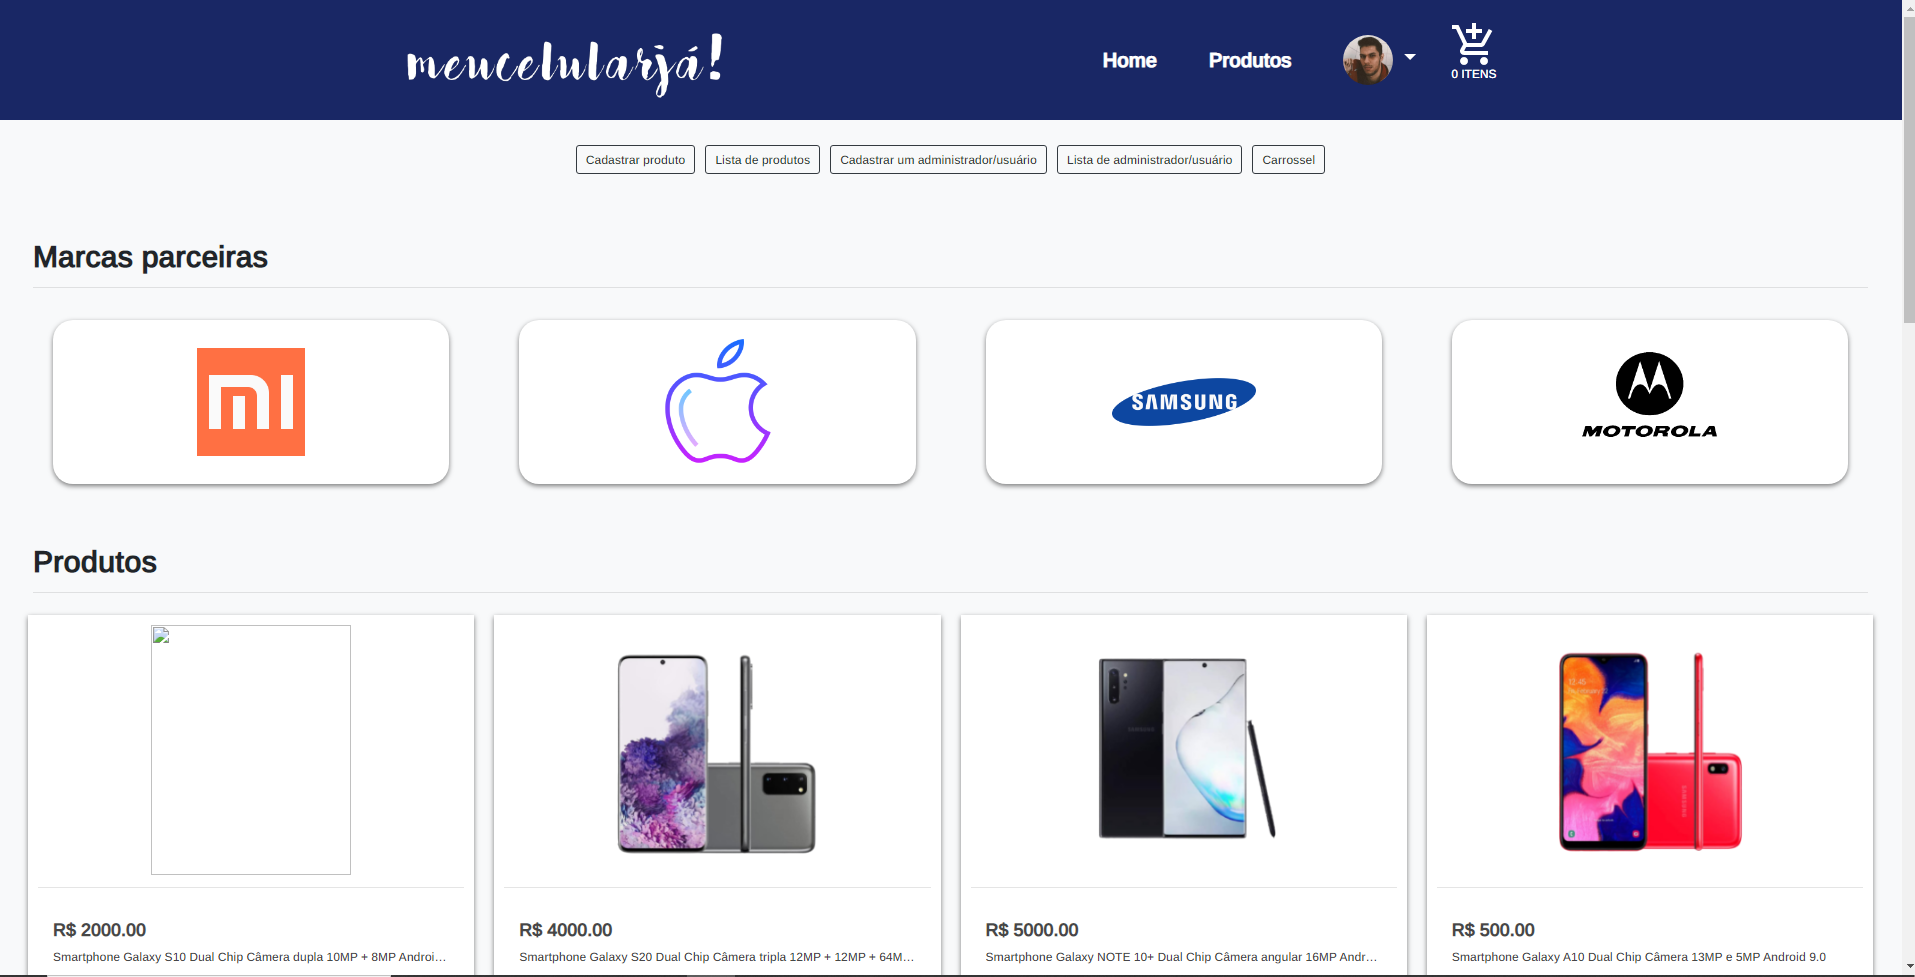 meucelularjá!
Home
Produtos
0 ITENS
Cadastrar produto
Lista de produtos
Cadastrar um administrador/usuário
Lista de administrador/usuário
Carrossel
Marcas parceiras
MI
SAMSUNG
MOTOROLA
Produtos
R$ 2000.00
Smartphone Galaxy S10 Dual Chip Câmera dupla 10MP + 8MP Androi...
R$ 4000.00
Smartphone Galaxy S20 Dual Chip Câmera tripla 12MP + 12MP + 64M...
R$ 5000.00
Smartphone Galaxy NOTE 10+ Dual Chip Câmera angular 16MP Andr...
R$ 500.00
Smartphone Galaxy A10 Dual Chip Câmera 13MP e 5MP Android 9.0